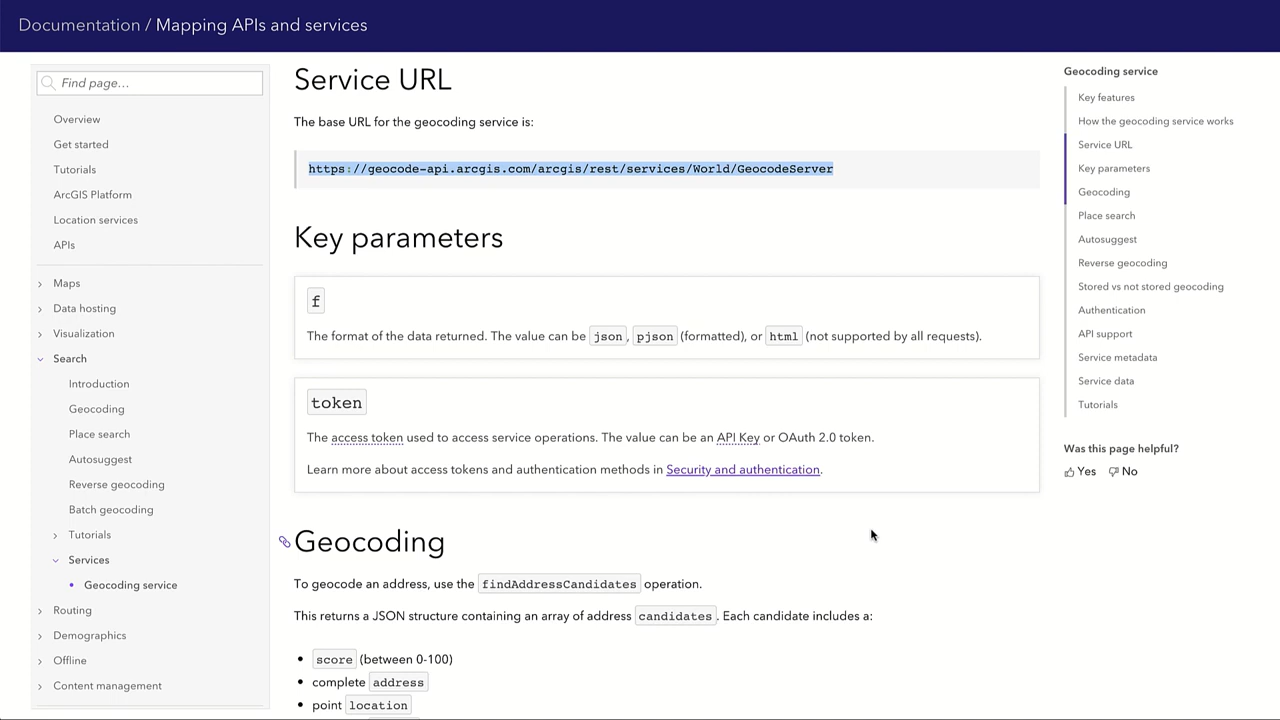 Documentation / Mapping APIs and services
Find page...
Overview
Get started
Tutorials
ArcGIS Platform
Location services
APIs
Maps
Data hosting
Visualization
Search
Introduction
Geocoding
Place search
Autosuggest
Reverse geocoding
Batch geocoding
Tutorials
Services
Geocoding service
Routing
Demographics
Offline
Content management
Service URL
The base URL for the geocoding service is:
https://geocode-api.arcgis.com/arcgis/rest/services/World/GeocodeServer
Key parameters
f
The format of the data returned. The value can be json, pjson (formatted), or html (not supported by all requests).
token
The access token used to access service operations. The value can be an API Key or OAuth 2.0 token.
Learn more about access tokens and authentication methods in Security and authentication.
Geocoding
To geocode an address, use the findAddressCandidates operation.
This returns a JSON structure containing an array of address candidates. Each candidate includes a:
• score (between 0-100)
• complete address
• point location
Geocoding service
Key features
How the geocoding service works
Service URL
Key parameters
Geocoding
Place search
Autosuggest
Reverse geocoding
Stored vs not stored geocoding
Authentication
API support
Service metadata
Service data
Tutorials
Was this page helpful?
Yes No